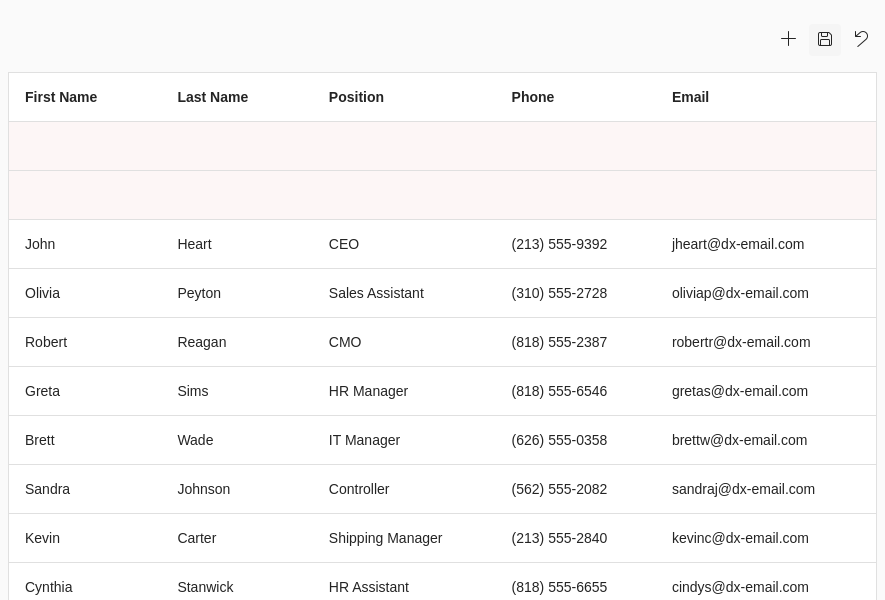 First Name Last Name Position Phone Email
John Heart CEO (213) 555-9392 jheart@dx-email.com
Olivia Peyton Sales Assistant (310) 555-2728 oliviap@dx-email.com
Robert Reagan CMO (818) 555-2387 robertr@dx-email.com
Greta Sims HR Manager (818) 555-6546 gretas@dx-email.com
Brett Wade IT Manager (626) 555-0358 brettw@dx-email.com
Sandra Johnson Controller (562) 555-2082 sandraj@dx-email.com
Kevin Carter Shipping Manager (213) 555-2840 kevinc@dx-email.com
Cynthia Stanwick HR Assistant (818) 555-6655 cindys@dx-email.com